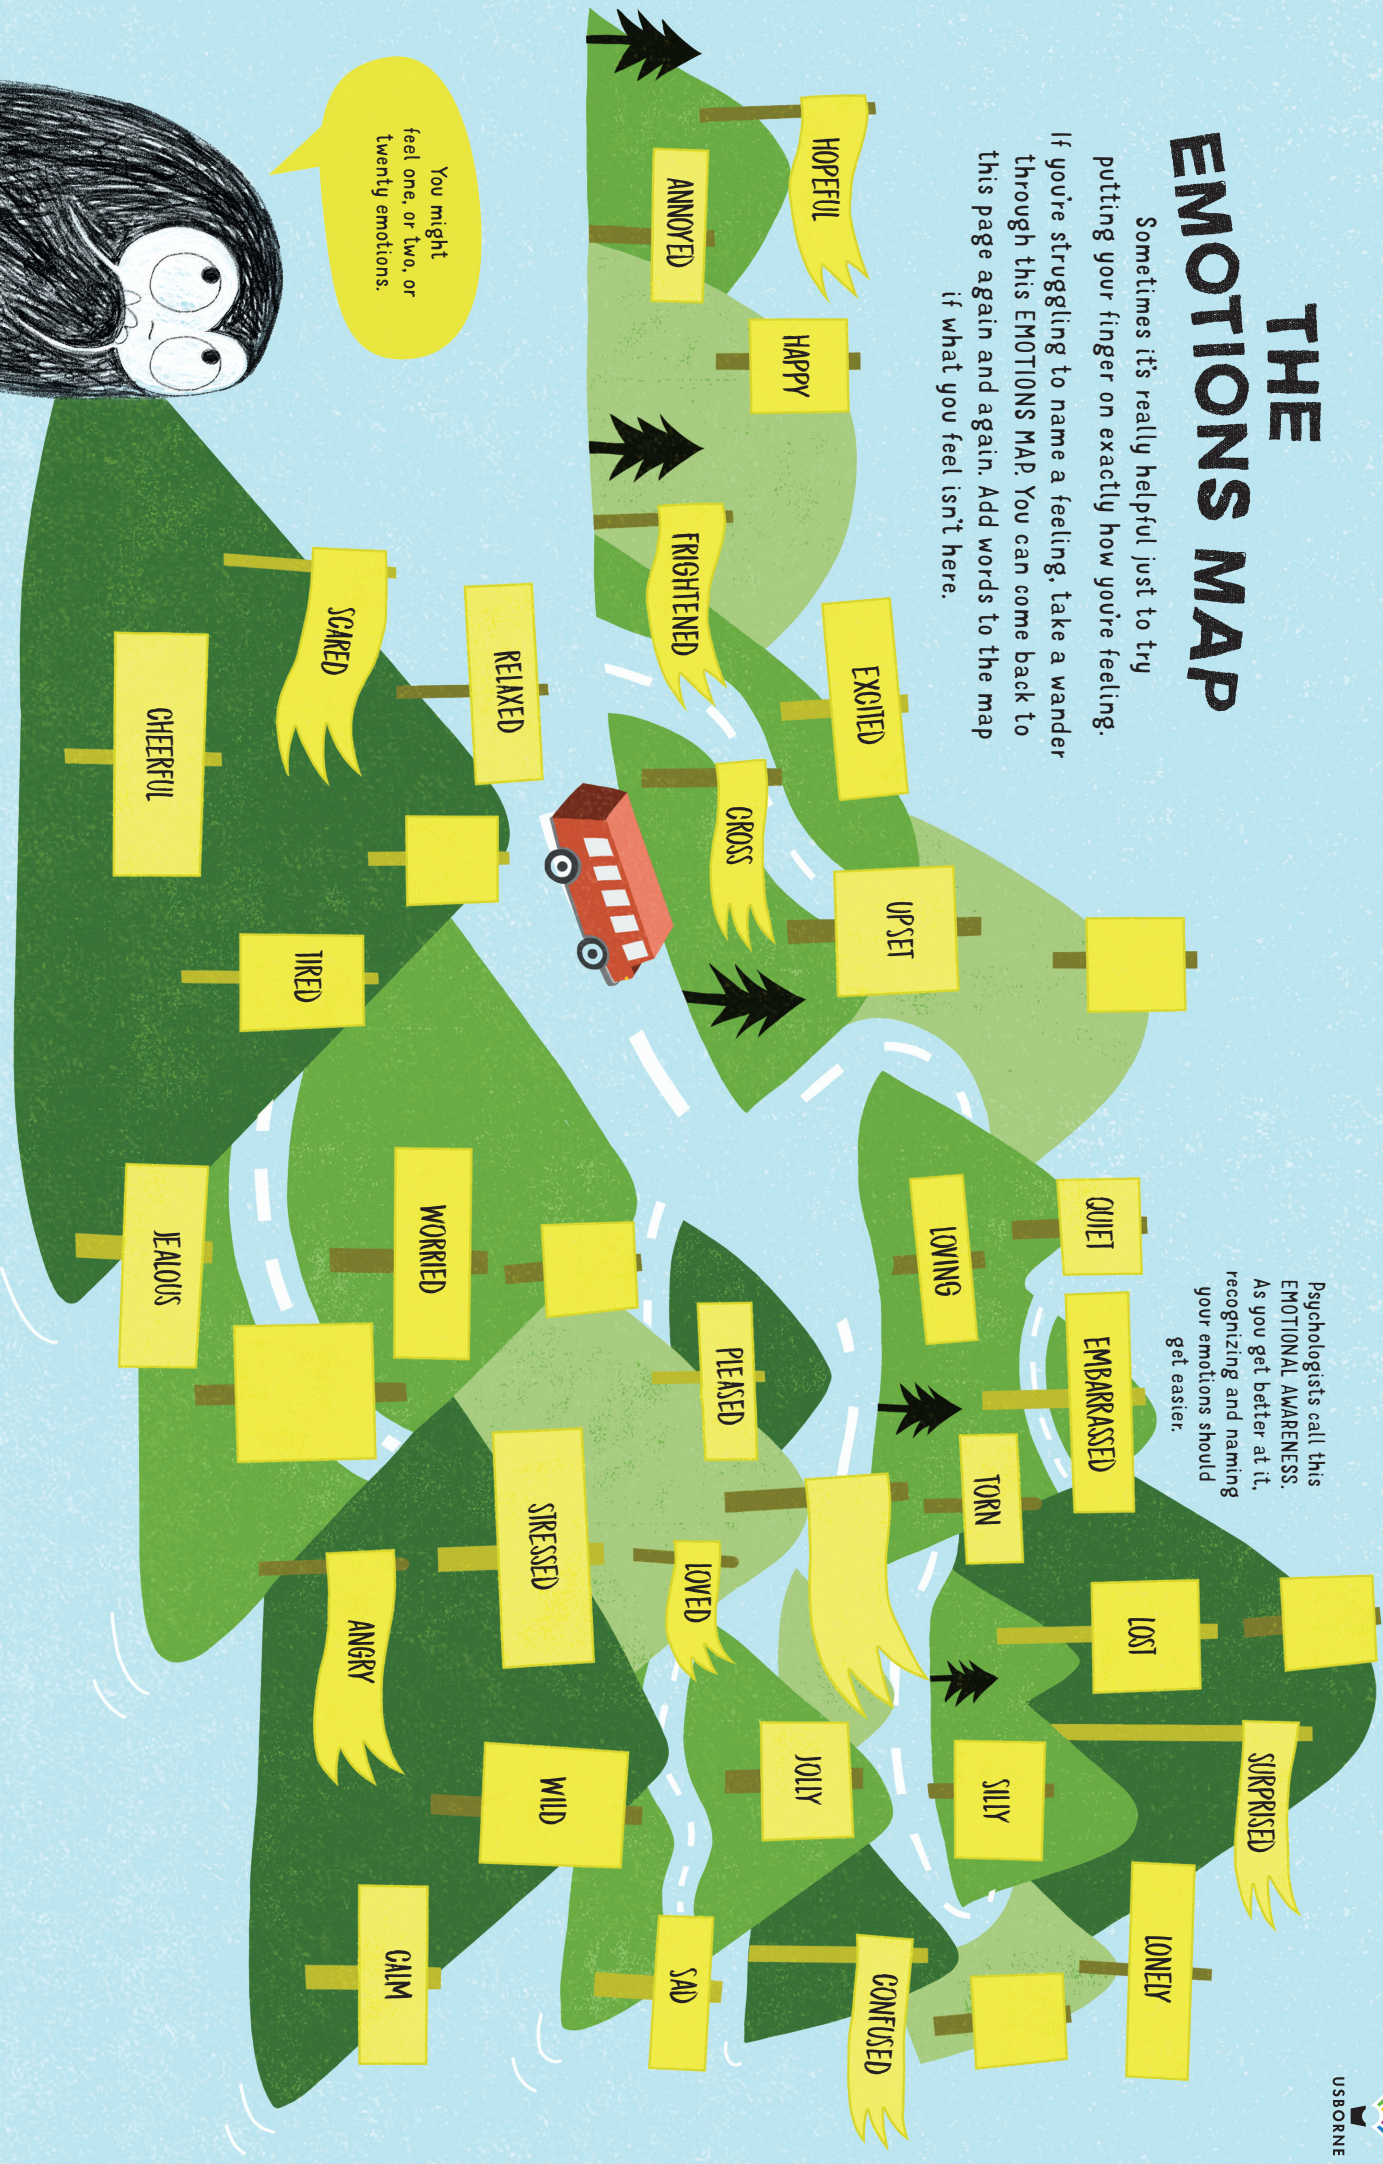 THE
EMOTIONS MAP
Sometimes it's really helpful just to try
putting your finger on exactly how you're feeling.
If you're struggling to name a feeling, take a wander
through this EMOTIONS MAP. You can come back to
this page again and again. Add words to the map
if what you feel isn't here.
Psychologists call this
EMOTIONAL AWARENESS.
As you get better at it,
recognizing and naming
your emotions should
get easier.
USBORNE
HOPEFUL
ANNOYED
HAPPY
FRIGHTENED
EXCITED
CROSS
UPSET
QUIET
LOVING
EMBARRASSED
TORN
LOST
SURPRISED
SILLY
LONELY
CONFUSED
PLEASED
LOVED
JOLLY
SAD
You might
feel one, or two, or
twenty emotions.
SCARED
RELAXED
CHEERFUL
TIRED
WORRIED
JEALOUS
STRESSED
ANGRY
WILD
CALM